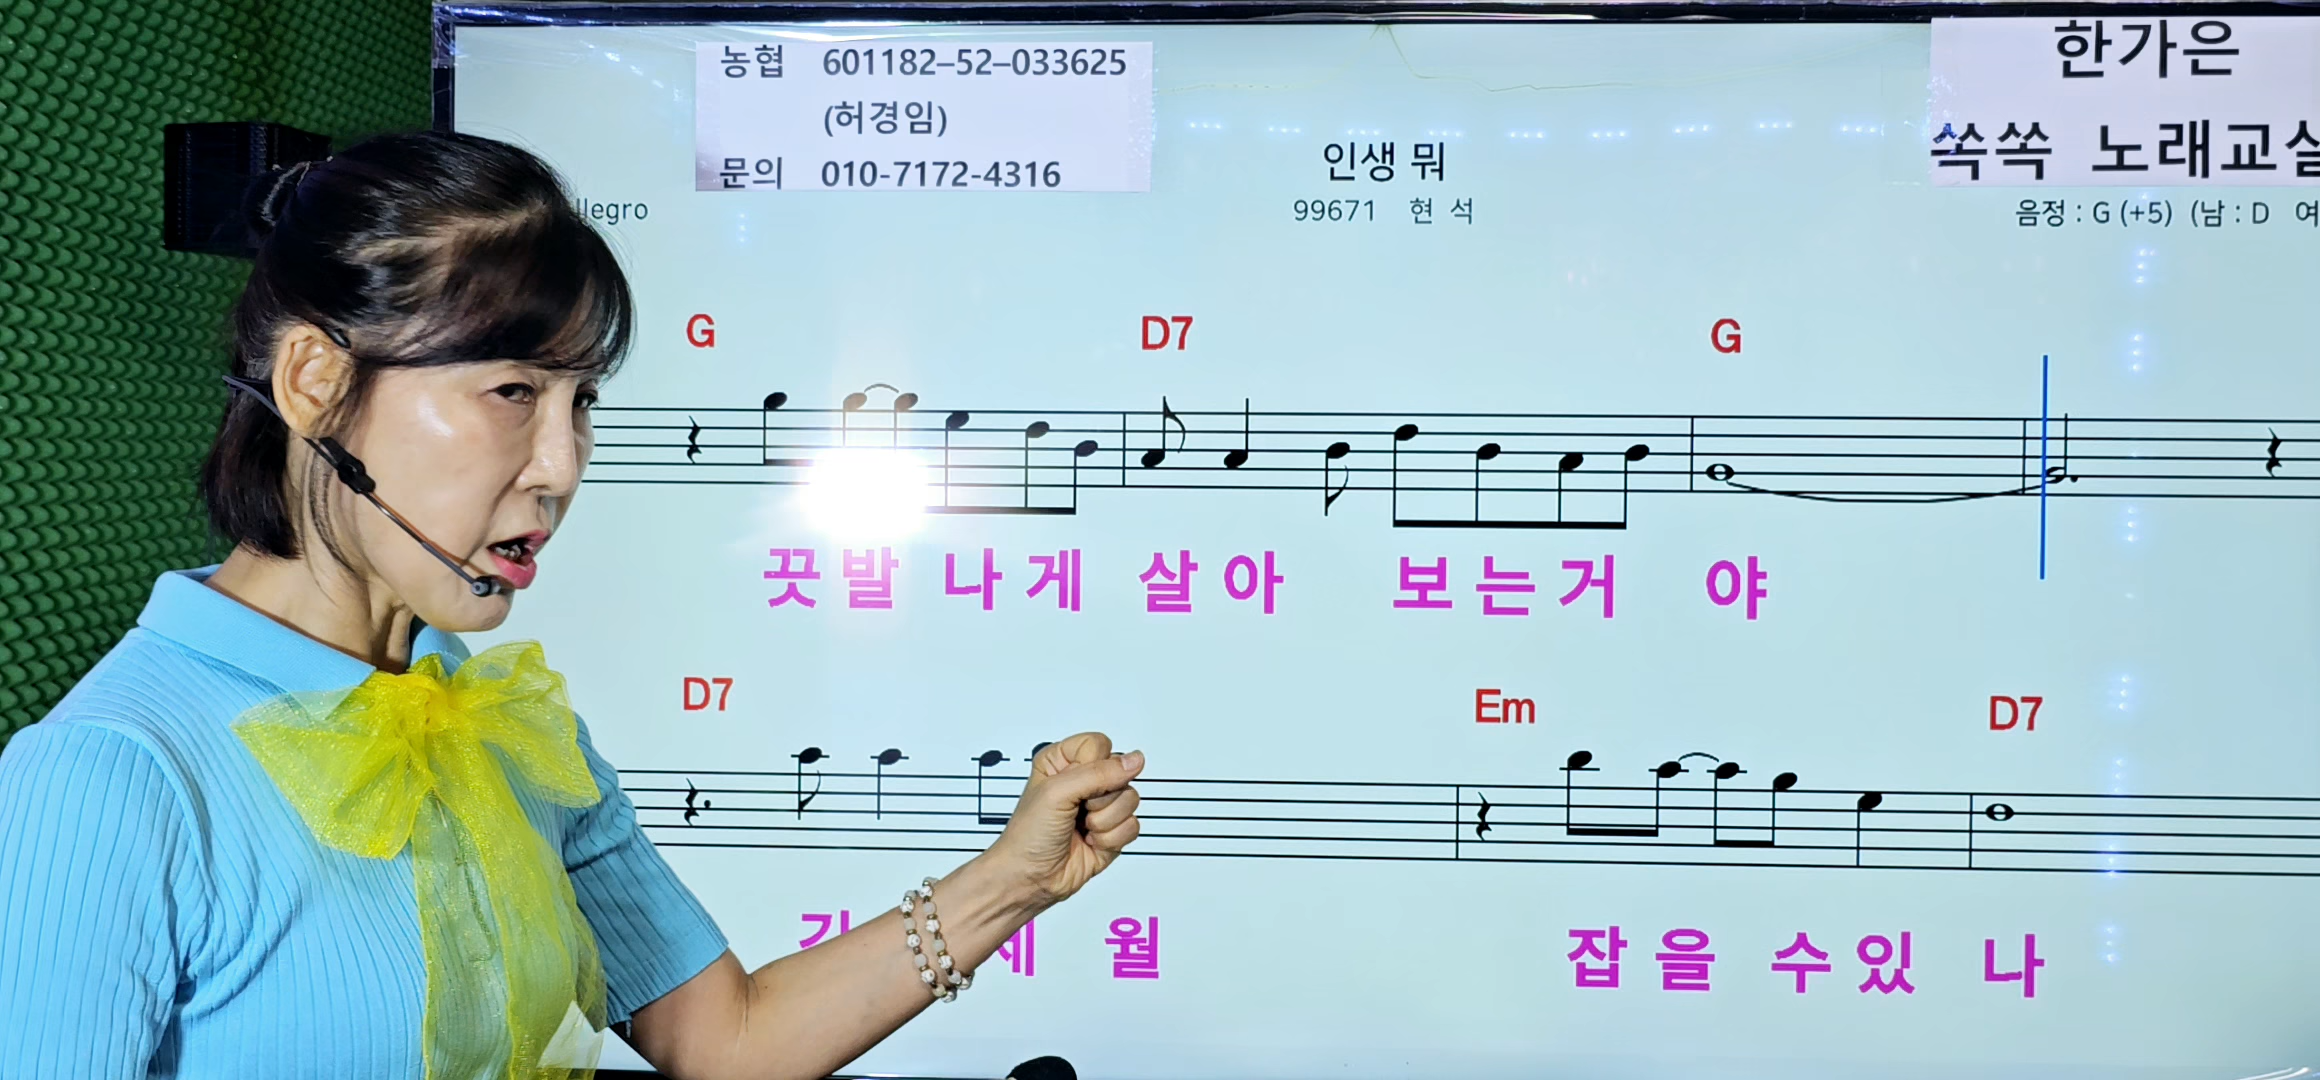 농협 601182–52–033625
(허경임)
문의 010-7172-4316
한가은
쏙쏙 노래교실
인생 뭐
99671 현 석
llegro
음정 : G (+5) (남 : D 여
G D7 G
끗발 나게 살아 보는거 야
D7 Em D7
월 잡을 수있 나